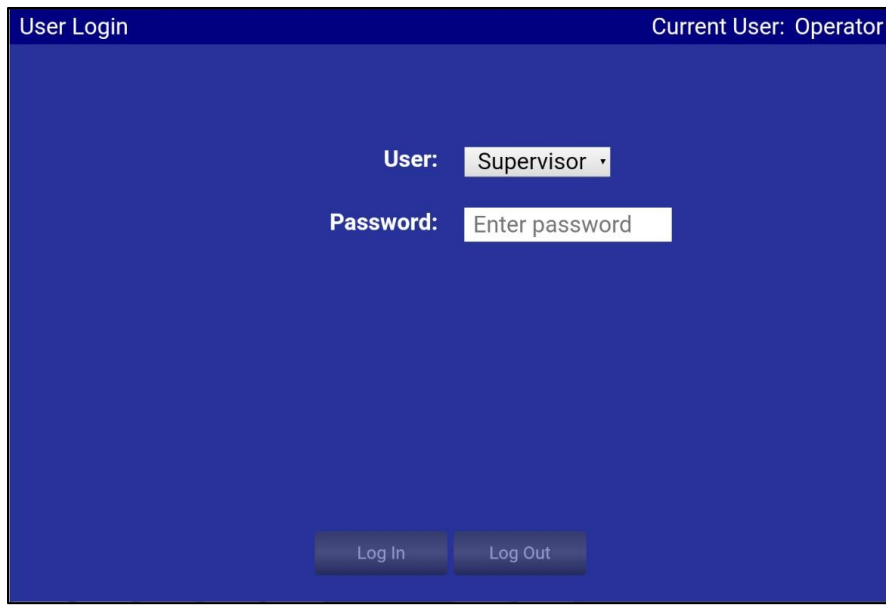 User Login Current User: Operator
User: Supervisor
Password: Enter password
Log In Log Out